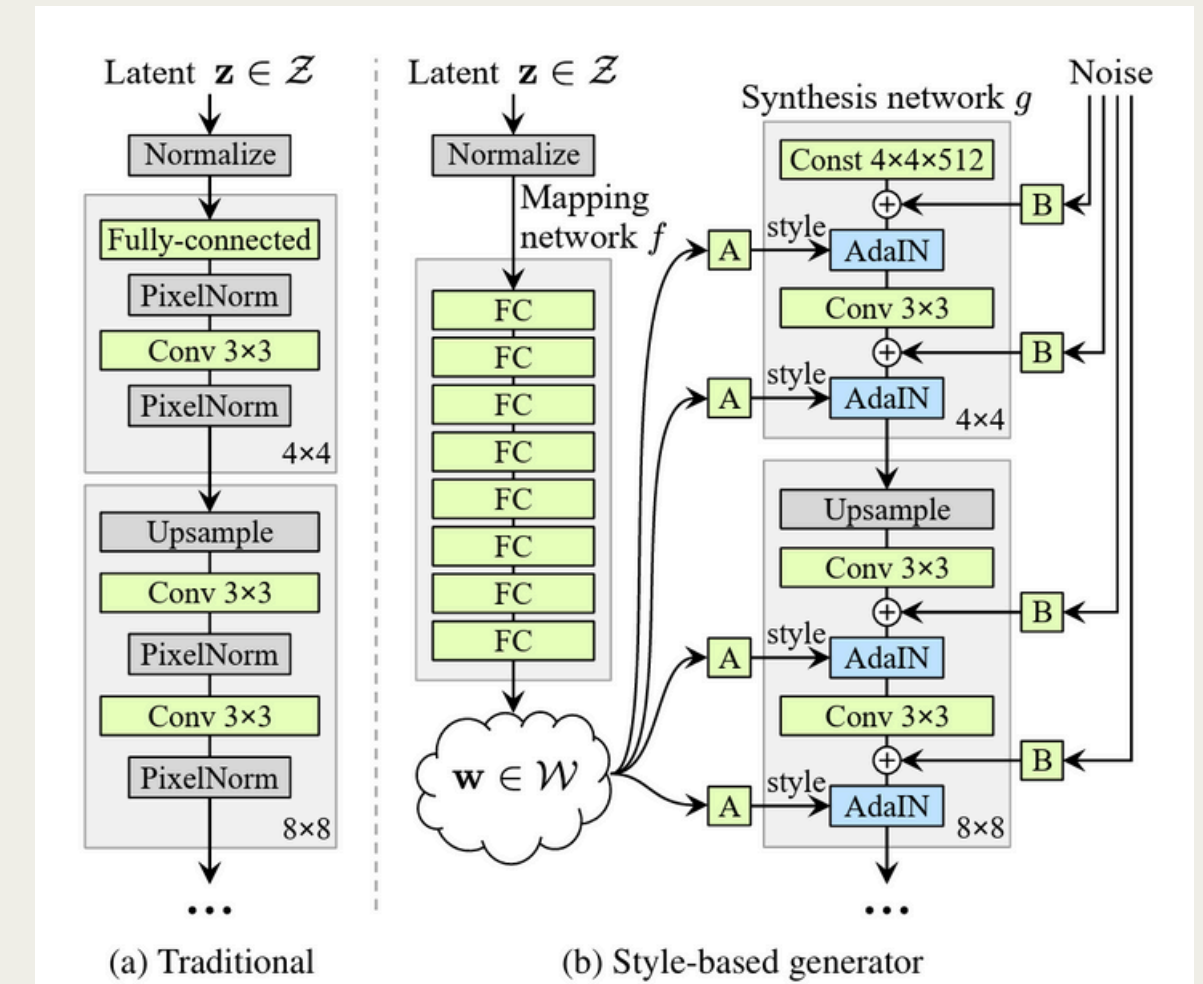 Latent z ∈ 𝒵
Normalize
Fully-connected
PixelNorm
Conv 3×3
PixelNorm
4×4
Upsample
Conv 3×3
PixelNorm
Conv 3×3
PixelNorm
8×8
...
(a) Traditional
Latent z ∈ 𝒵
Normalize
Mapping
network f
FC
FC
FC
FC
FC
FC
FC
FC
w ∈ 𝒲
Synthesis network g
Noise
Const 4×4×512
+
B
A
style
AdaIN
Conv 3×3
+
B
A
style
AdaIN
4×4
Upsample
Conv 3×3
+
B
A
style
AdaIN
Conv 3×3
+
B
A
style
AdaIN
8×8
...
(b) Style-based generator